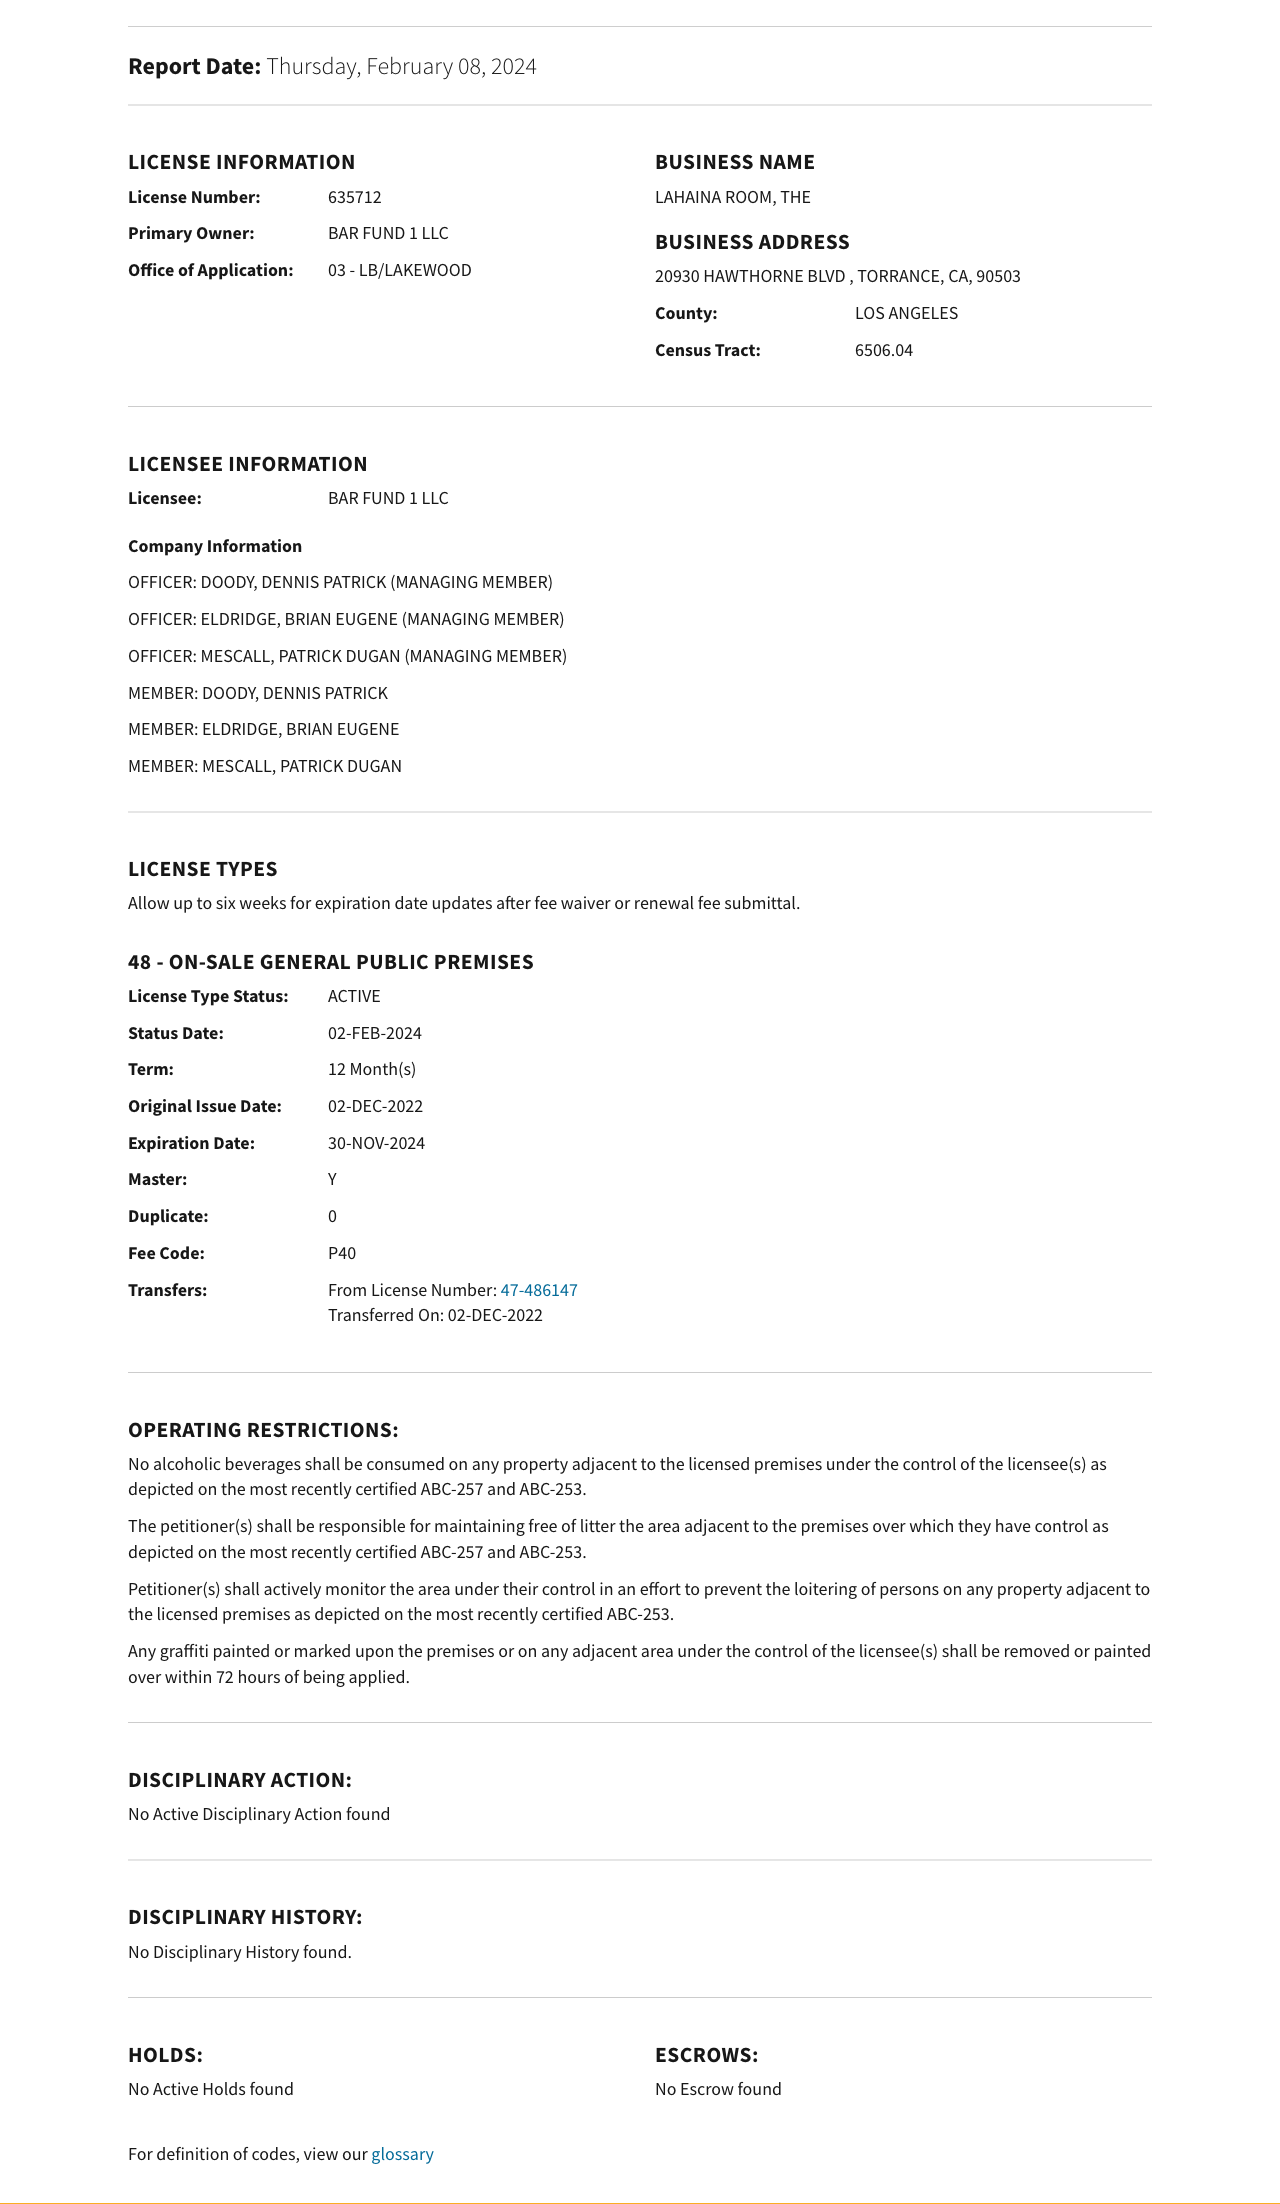 Report Date: Thursday, February 08, 2024
LICENSE INFORMATION
License Number: 635712
Primary Owner: BAR FUND 1 LLC
Office of Application: 03 - LB/LAKEWOOD
BUSINESS NAME
LAHAINA ROOM, THE
BUSINESS ADDRESS
20930 HAWTHORNE BLVD , TORRANCE, CA, 90503
County: LOS ANGELES
Census Tract: 6506.04
LICENSEE INFORMATION
Licensee: BAR FUND 1 LLC
Company Information
OFFICER: DOODY, DENNIS PATRICK (MANAGING MEMBER)
OFFICER: ELDRIDGE, BRIAN EUGENE (MANAGING MEMBER)
OFFICER: MESCALL, PATRICK DUGAN (MANAGING MEMBER)
MEMBER: DOODY, DENNIS PATRICK
MEMBER: ELDRIDGE, BRIAN EUGENE
MEMBER: MESCALL, PATRICK DUGAN
LICENSE TYPES
Allow up to six weeks for expiration date updates after fee waiver or renewal fee submittal.
48 - ON-SALE GENERAL PUBLIC PREMISES
License Type Status: ACTIVE
Status Date: 02-FEB-2024
Term: 12 Month(s)
Original Issue Date: 02-DEC-2022
Expiration Date: 30-NOV-2024
Master: Y
Duplicate: 0
Fee Code: P40
Transfers: From License Number: 47-486147
Transferred On: 02-DEC-2022
OPERATING RESTRICTIONS:
No alcoholic beverages shall be consumed on any property adjacent to the licensed premises under the control of the licensee(s) as
depicted on the most recently certified ABC-257 and ABC-253.
The petitioner(s) shall be responsible for maintaining free of litter the area adjacent to the premises over which they have control as
depicted on the most recently certified ABC-257 and ABC-253.
Petitioner(s) shall actively monitor the area under their control in an effort to prevent the loitering of persons on any property adjacent to
the licensed premises as depicted on the most recently certified ABC-253.
Any graffiti painted or marked upon the premises or on any adjacent area under the control of the licensee(s) shall be removed or painted
over within 72 hours of being applied.
DISCIPLINARY ACTION:
No Active Disciplinary Action found
DISCIPLINARY HISTORY:
No Disciplinary History found.
HOLDS:
No Active Holds found
ESCROWS:
No Escrow found
For definition of codes, view our glossary